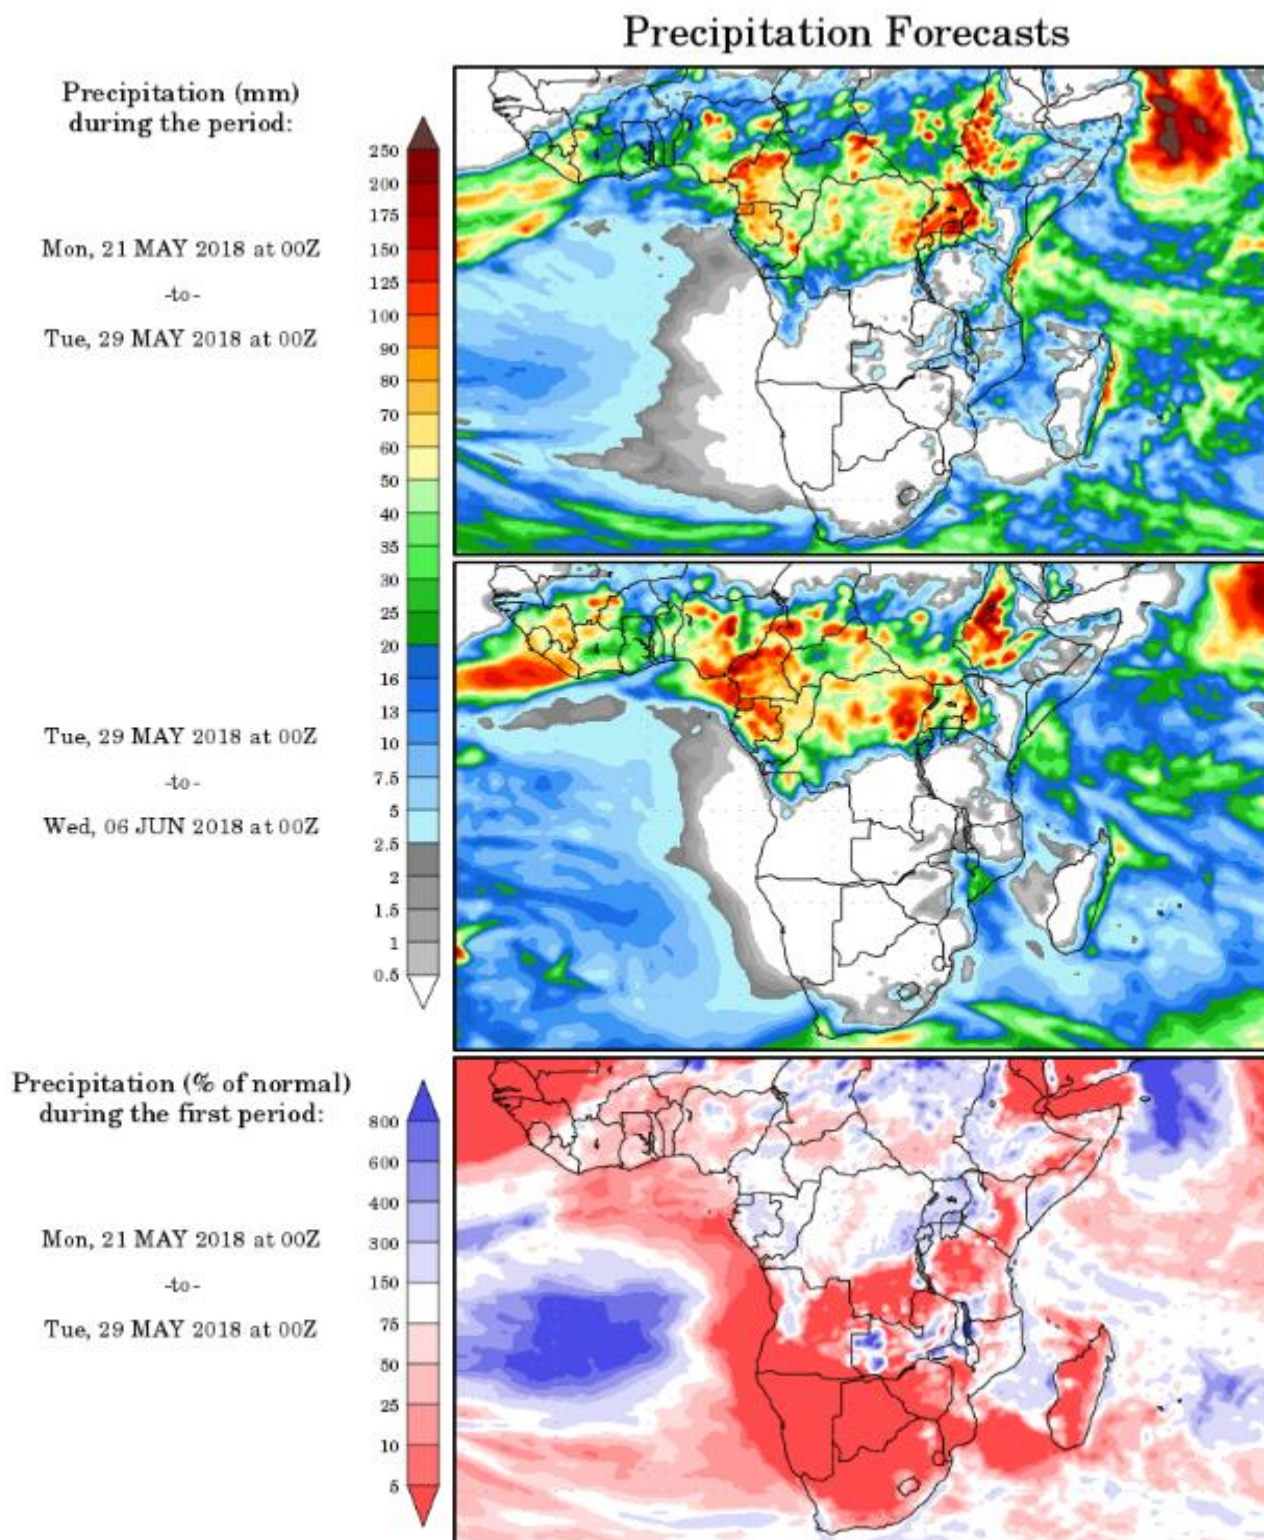 Precipitation Forecasts
Precipitation (mm)
during the period:
250
200
175
150
125
100
90
80
70
60
50
40
35
30
25
20
16
13
10
7.5
5
2.5
2
1.5
1
0.5
Mon, 21 MAY 2018 at 00Z
-to-
Tue, 29 MAY 2018 at 00Z
Tue, 29 MAY 2018 at 00Z
-to-
Wed, 06 JUN 2018 at 00Z
Precipitation (% of normal)
during the first period:
800
600
400
300
150
75
50
25
10
5
Mon, 21 MAY 2018 at 00Z
-to-
Tue, 29 MAY 2018 at 00Z